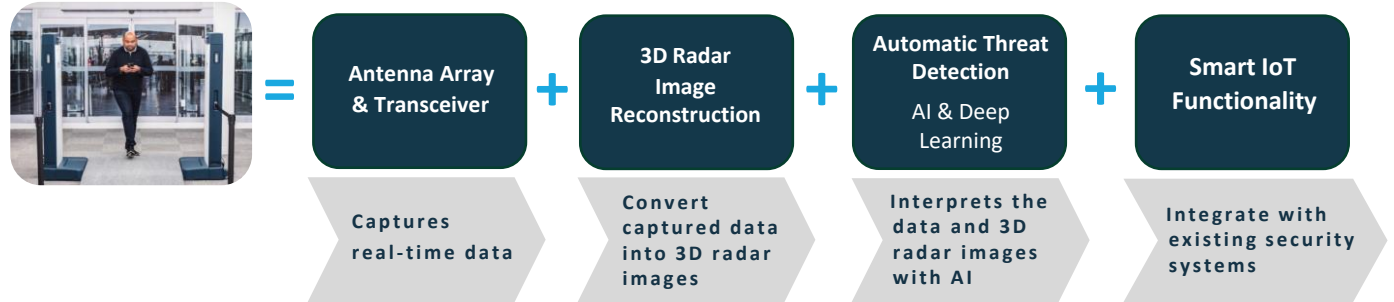 =
Antenna Array
& Transceiver
+
3D Radar
Image
Reconstruction
+
Automatic Threat
Detection
AI & Deep
Learning
+
Smart IoT
Functionality
Captures
real-time data
Convert
captured data
into 3D radar
images
Interprets the
data and 3D
radar images
with AI
Integrate with
existing security
systems